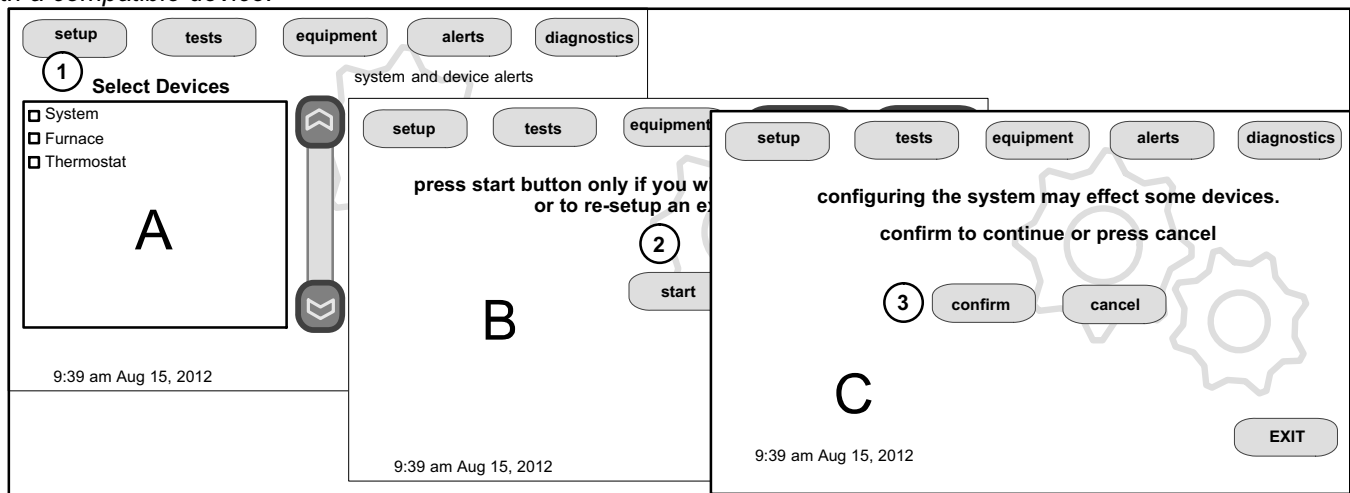 a compatible device.
setup tests equipment alerts diagnostics
1
Select Devices
system and device alerts
System
Furnace
Thermostat
A
9:39 am Aug 15, 2012
setup tests equipment
press start button only if you
or to re-setup an
2
start
B
9:39 am Aug 15, 2012
setup tests equipment alerts diagnostics
configuring the system may effect some devices.
confirm to continue or press cancel
3 confirm cancel
C
EXIT
9:39 am Aug 15, 2012